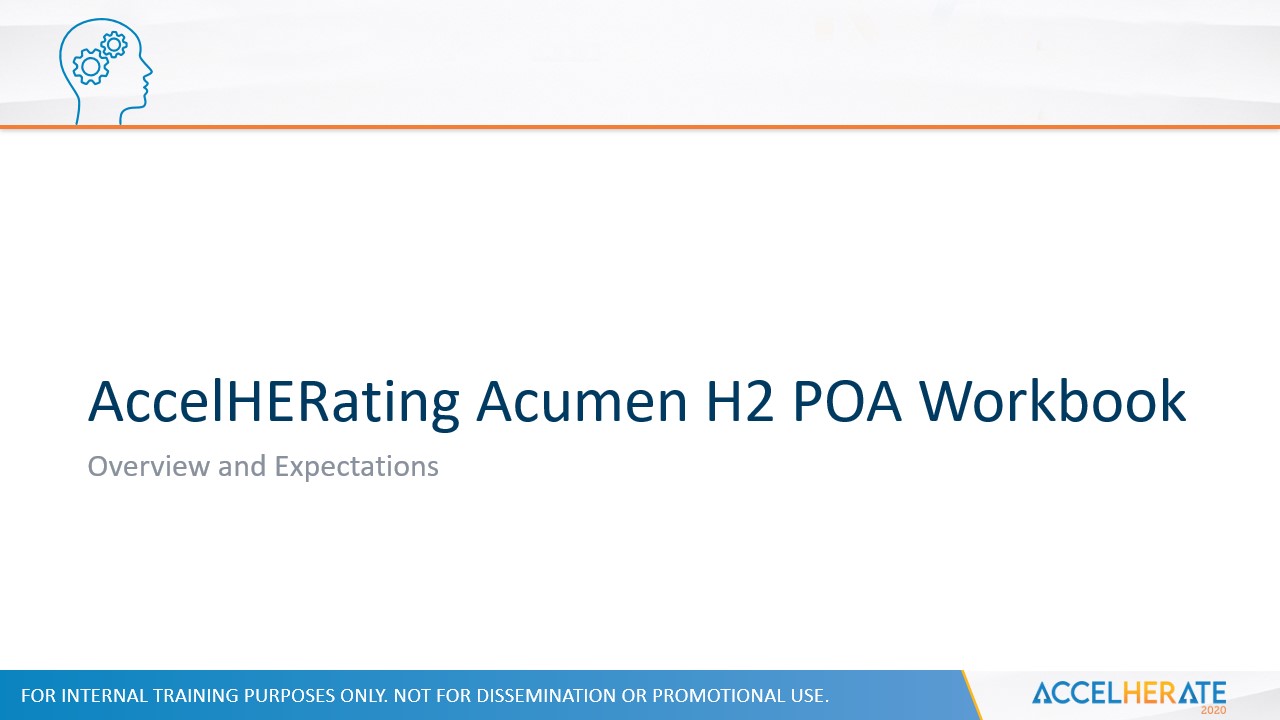 AccelHERating Acumen H2 POA Workbook
Overview and Expectations
FOR INTERNAL TRAINING PURPOSES ONLY. NOT FOR DISSEMINATION OR PROMOTIONAL USE.
ACCELHERATE
2020